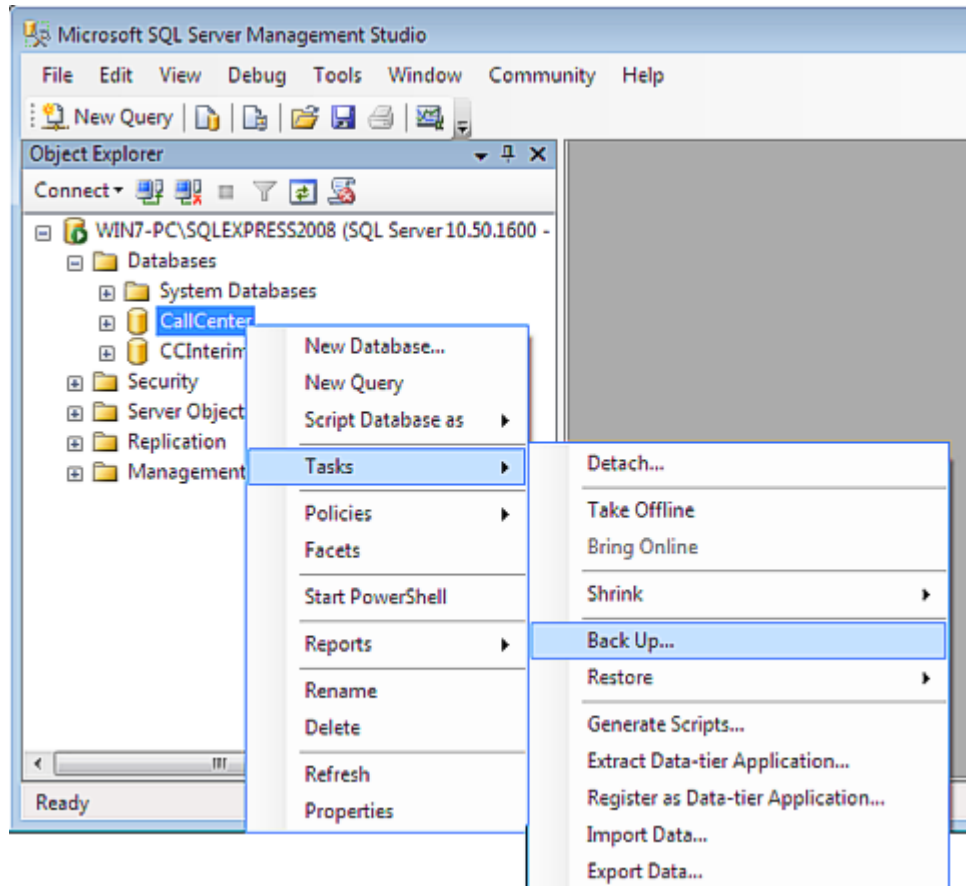 Microsoft SQL Server Management Studio
File Edit View Debug Tools Window Community Help
New Query
Object Explorer
Connect
WIN7-PC\SQLEXPRESS2008 (SQL Server 10.50.1600 -
Databases
System Databases
CallCenter
CCInterim
Security
Server Object
Replication
Management
New Database...
New Query
Script Database as
Tasks
Policies
Facets
Start PowerShell
Reports
Rename
Delete
Refresh
Properties
Detach...
Take Offline
Bring Online
Shrink
Back Up...
Restore
Generate Scripts...
Extract Data-tier Application...
Register as Data-tier Application...
Import Data...
Export Data...
Ready